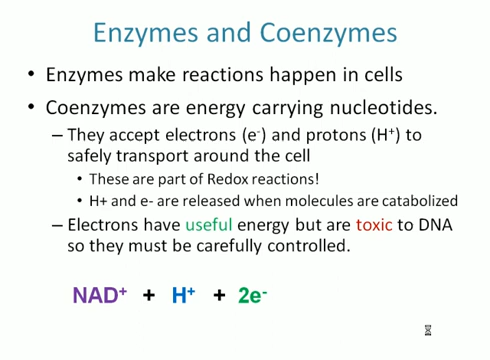 Enzymes and Coenzymes
• Enzymes make reactions happen in cells
• Coenzymes are energy carrying nucleotides.
– They accept electrons (e⁻) and protons (H⁺) to
safely transport around the cell
• These are part of Redox reactions!
• H+ and e- are released when molecules are catabolized
– Electrons have useful energy but are toxic to DNA
so they must be carefully controlled.
NAD⁺ + H⁺ + 2e⁻